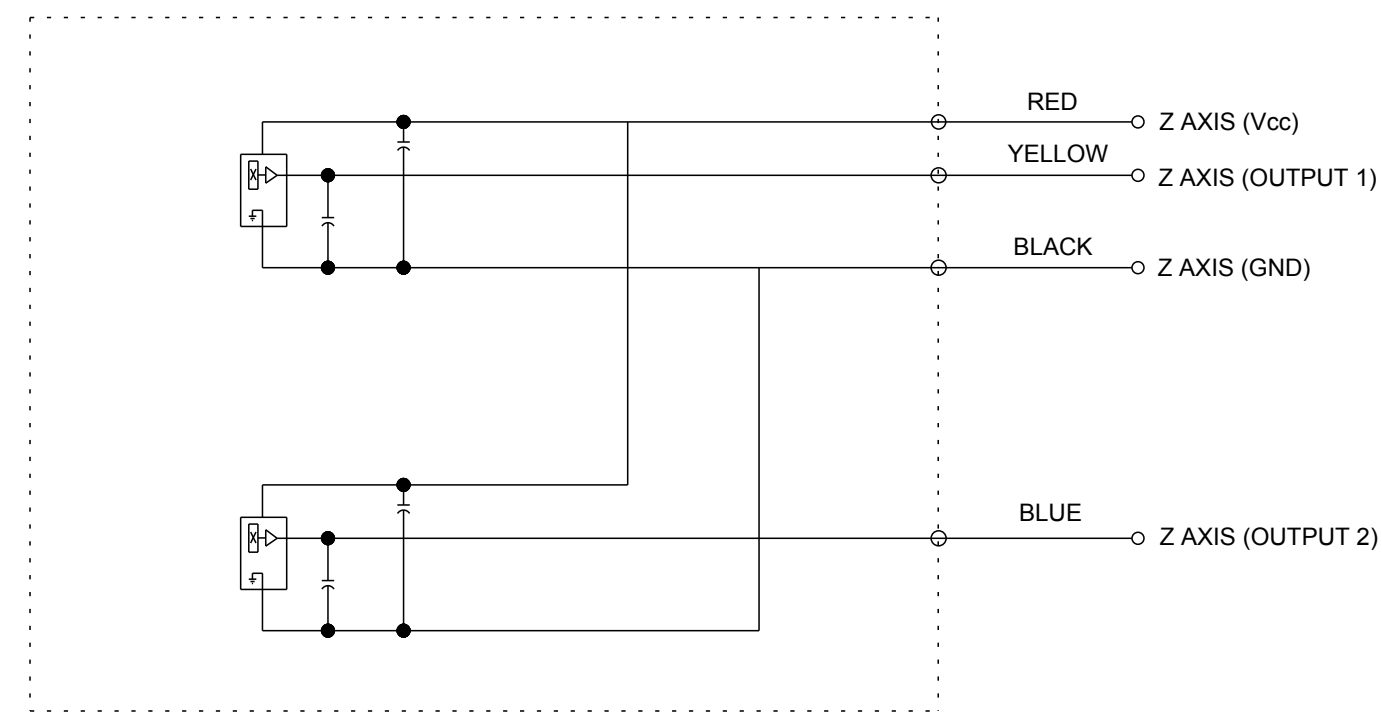 RED
Z AXIS (Vcc)
YELLOW
Z AXIS (OUTPUT 1)
BLACK
Z AXIS (GND)
BLUE
Z AXIS (OUTPUT 2)
X
X